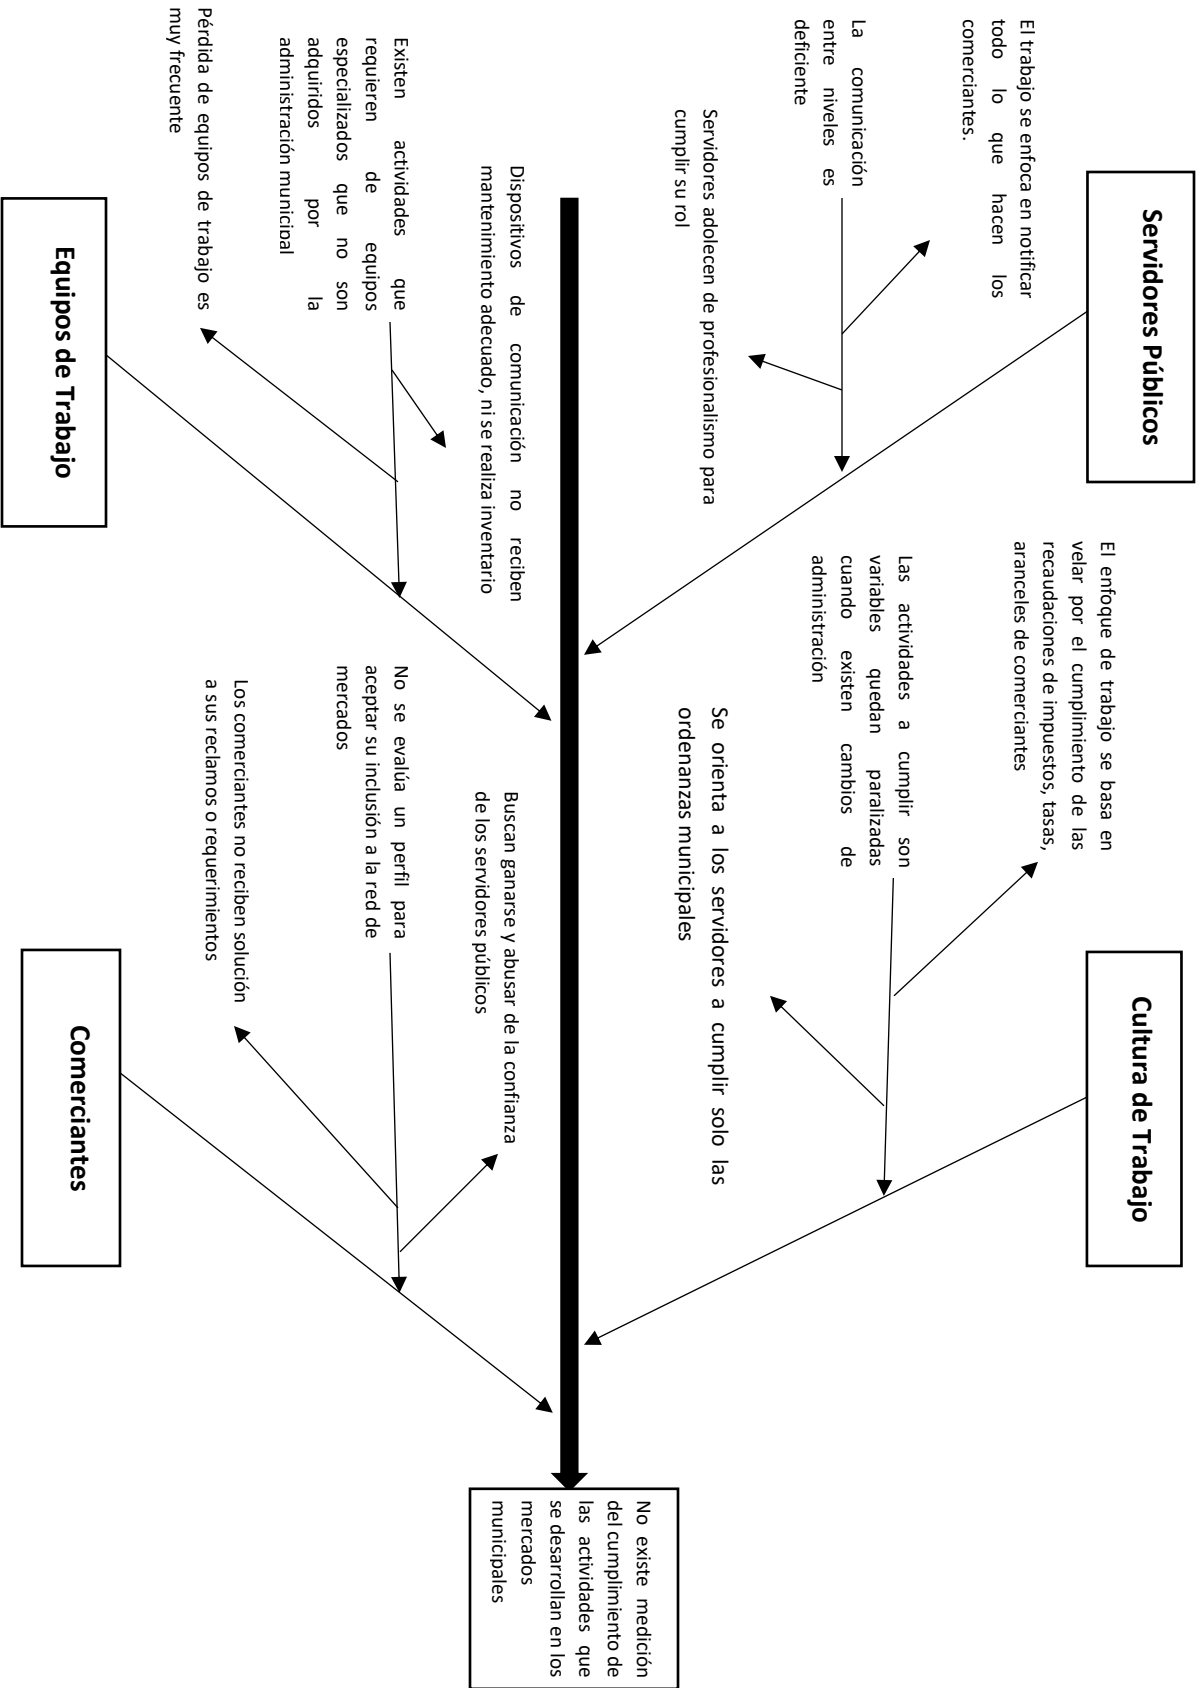 Servidores Públicos
Cultura de Trabajo
El trabajo se enfoca en notificar
todo lo que hacen los
comerciantes.
La comunicación
entre niveles es
deficiente
Servidores adolecen de profesionalismo para
cumplir su rol
El enfoque de trabajo se basa en
velar por el cumplimiento de las
recaudaciones de impuestos, tasas,
aranceles de comerciantes
Las actividades a cumplir son
variables quedan paralizadas
cuando existen cambios de
administración
Se orienta a los servidores a cumplir solo las
ordenanzas municipales
No existe medición
del cumplimiento de
las actividades que
se desarrollan en los
mercados
municipales
Dispositivos de comunicación no reciben
mantenimiento adecuado, ni se realiza inventario
Existen actividades que
requieren de equipos
especializados que no son
adquiridos por la
administración municipal
Pérdida de equipos de trabajo es
muy frecuente
Buscan ganarse y abusar de la confianza
de los servidores públicos
No se evalúa un perfil para
aceptar su inclusión a la red de
mercados
Los comerciantes no reciben solución
a sus reclamos o requerimientos
Equipos de Trabajo
Comerciantes